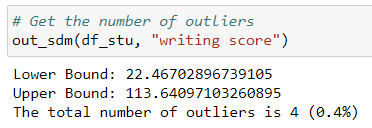 # Get the number of outliers
out_sdm(df_stu, "writing score")
Lower Bound: 22.46702896739105
Upper Bound: 113.64097103260895
The total number of outliers is 4 (0.4%)